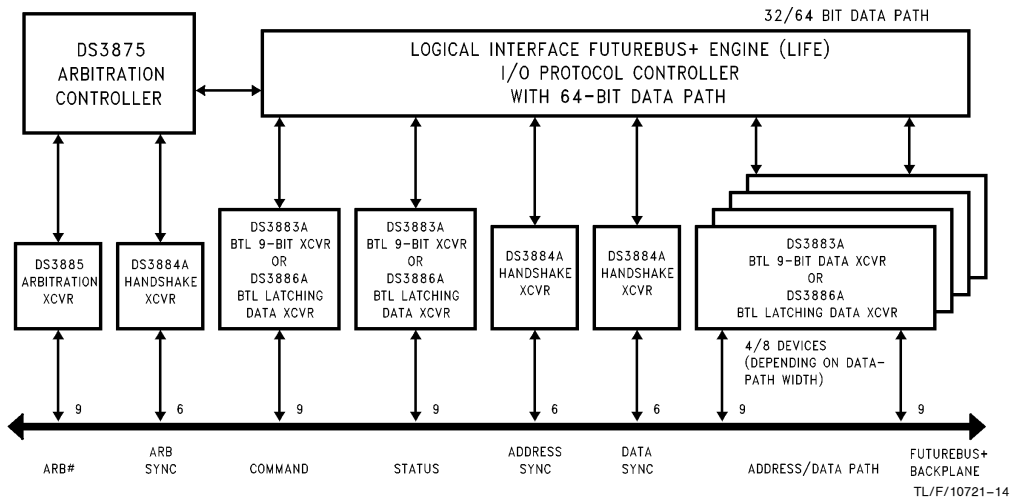 32/64 BIT DATA PATH
DS3875
ARBITRATION
CONTROLLER
LOGICAL INTERFACE FUTUREBUS+ ENGINE (LIFE)
I/O PROTOCOL CONTROLLER
WITH 64-BIT DATA PATH
DS3885
ARBITRATION
XCVR
DS3884A
HANDSHAKE
XCVR
DS3883A
BTL 9-BIT XCVR
OR
DS3886A
BTL LATCHING
DATA XCVR
DS3883A
BTL 9-BIT XCVR
OR
DS3886A
BTL LATCHING
DATA XCVR
DS3884A
HANDSHAKE
XCVR
DS3884A
HANDSHAKE
XCVR
DS3883A
BTL 9-BIT DATA XCVR
OR
DS3886A
BTL LATCHING DATA XCVR
4/8 DEVICES
(DEPENDING ON DATA-
PATH WIDTH)
9
6
9
9
6
6
9
9
ARB#
ARB
SYNC
COMMAND
STATUS
ADDRESS
SYNC
DATA
SYNC
ADDRESS/DATA PATH
FUTUREBUS+
BACKPLANE
TL/F/10721-14